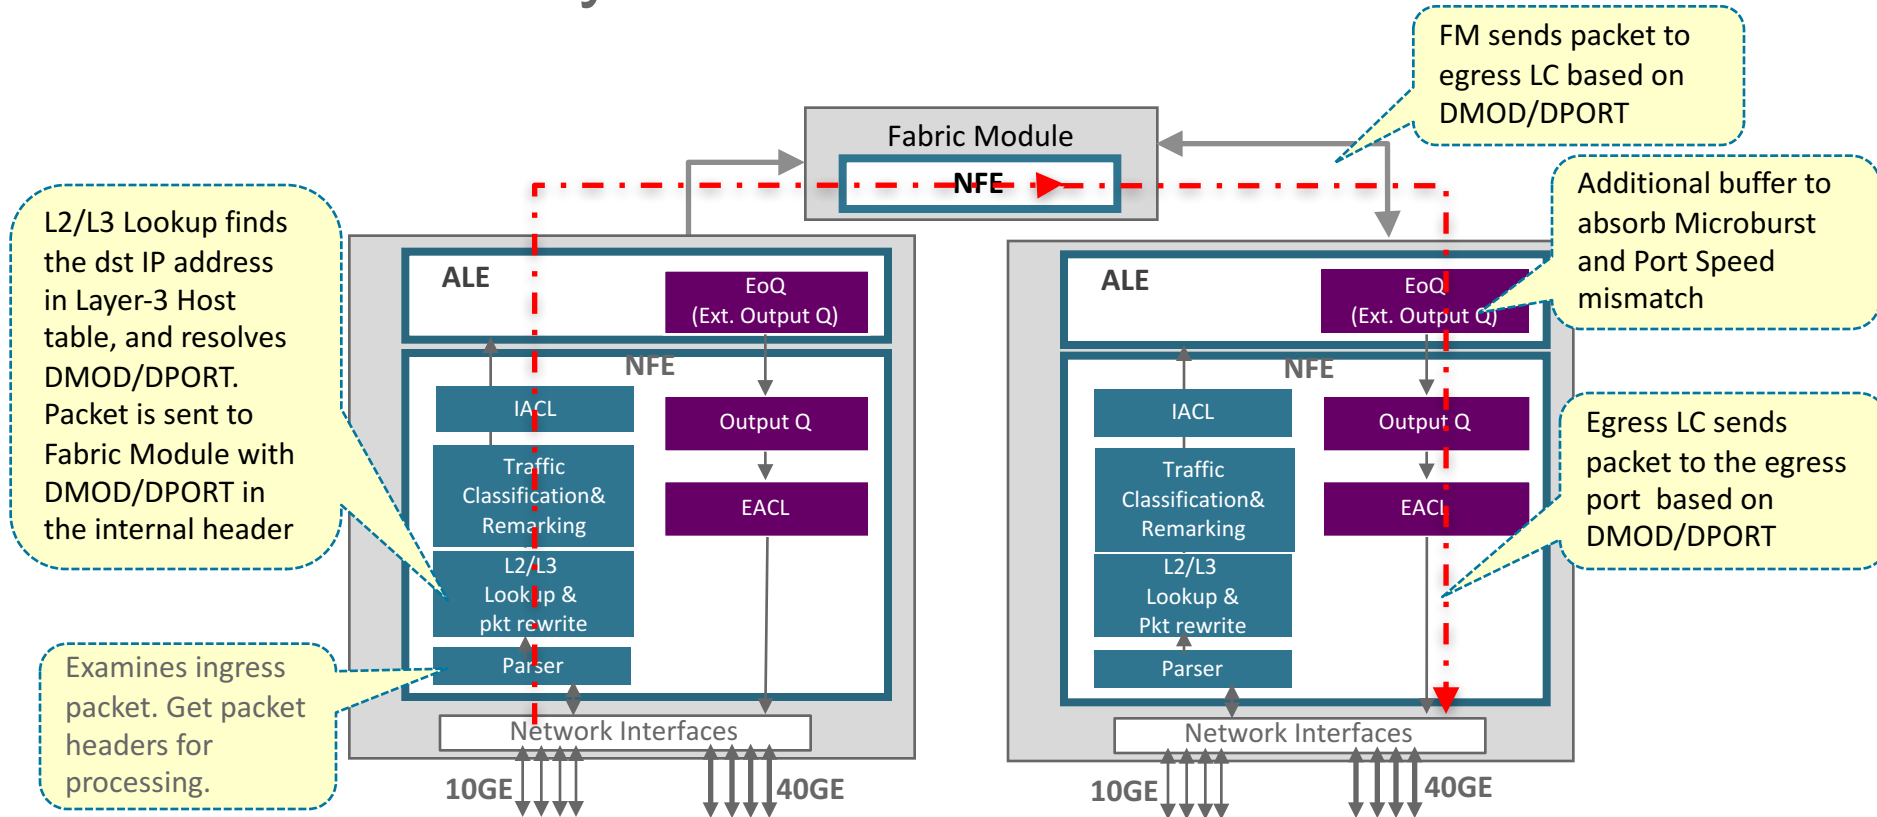 FM sends packet to
egress LC based on
DMOD/DPORT
Fabric Module
NFE
Additional buffer to
absorb Microburst
and Port Speed
mismatch
L2/L3 Lookup finds
the dst IP address
in Layer-3 Host
table, and resolves
DMOD/DPORT.
Packet is sent to
Fabric Module with
DMOD/DPORT in
the internal header
ALE
EoQ
(Ext. Output Q)
NFE
IACL
Output Q
Traffic
Classification&
Remarking
EACL
L2/L3
Lookup &
pkt rewrite
Parser
Network Interfaces
10GE
40GE
ALE
EoQ
(Ext. Output Q)
NFE
IACL
Output Q
Traffic
Classification&
Remarking
EACL
L2/L3
Lookup &
Pkt rewrite
Parser
Network Interfaces
10GE
40GE
Egress LC sends
packet to the egress
port based on
DMOD/DPORT
Examines ingress
packet. Get packet
headers for
processing.